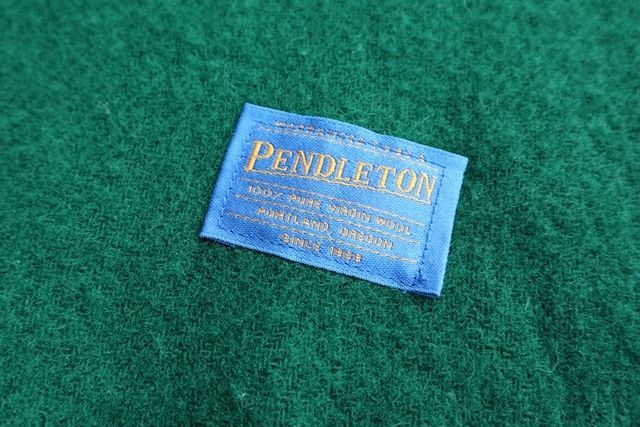 PENDLETON
100% PURE VIRGIN WOOL
PORTLAND, OREGON
SINCE 1863